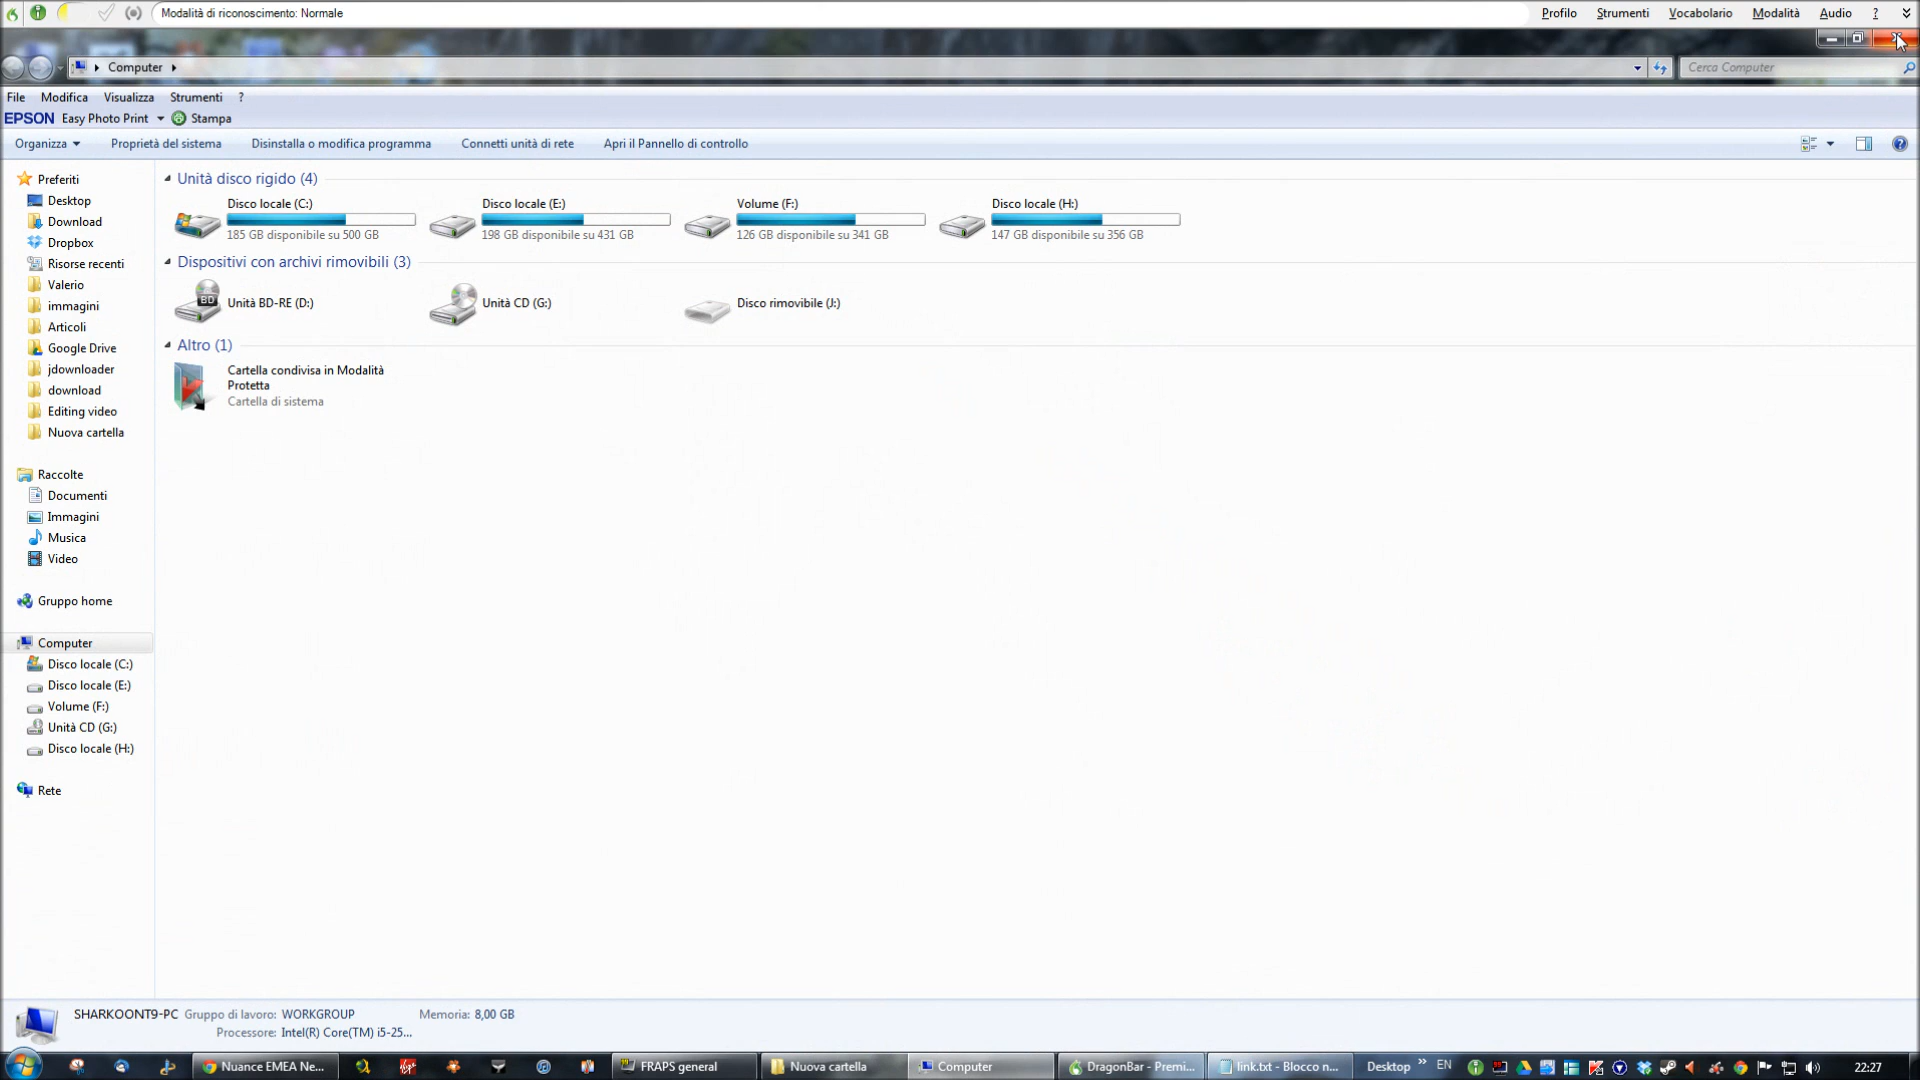 Modalità di riconoscimento: Normale
Profilo Strumenti Vocabolario Modalità Audio ?
Computer
Cerca Computer
File Modifica Visualizza Strumenti ?
EPSON Easy Photo Print Stampa
Organizza Proprietà del sistema Disinstalla o modifica programma Connetti unità di rete Apri il Pannello di controllo
Preferiti
Desktop
Download
Dropbox
Risorse recenti
Valerio
immagini
Articoli
Google Drive
jdownloader
download
Editing video
Nuova cartella
Raccolte
Documenti
Immagini
Musica
Video
Gruppo home
Computer
Disco locale (C:)
Disco locale (E:)
Volume (F:)
Unità CD (G:)
Disco locale (H:)
Rete
Unità disco rigido (4)
Disco locale (C:)
185 GB disponibile su 500 GB
Disco locale (E:)
198 GB disponibile su 431 GB
Volume (F:)
126 GB disponibile su 341 GB
Disco locale (H:)
147 GB disponibile su 356 GB
Dispositivi con archivi rimovibili (3)
BD
Unità BD-RE (D:)
Unità CD (G:)
Disco rimovibile (J:)
Altro (1)
Cartella condivisa in Modalità
Protetta
Cartella di sistema
SHARKOONT9-PC Gruppo di lavoro: WORKGROUP Memoria: 8,00 GB
Processore: Intel(R) Core(TM) i5-25...
Nuance EMEA Ne... FRAPS general Nuova cartella Computer DragonBar - Premi... link.txt - Blocco n... Desktop » EN 22:27